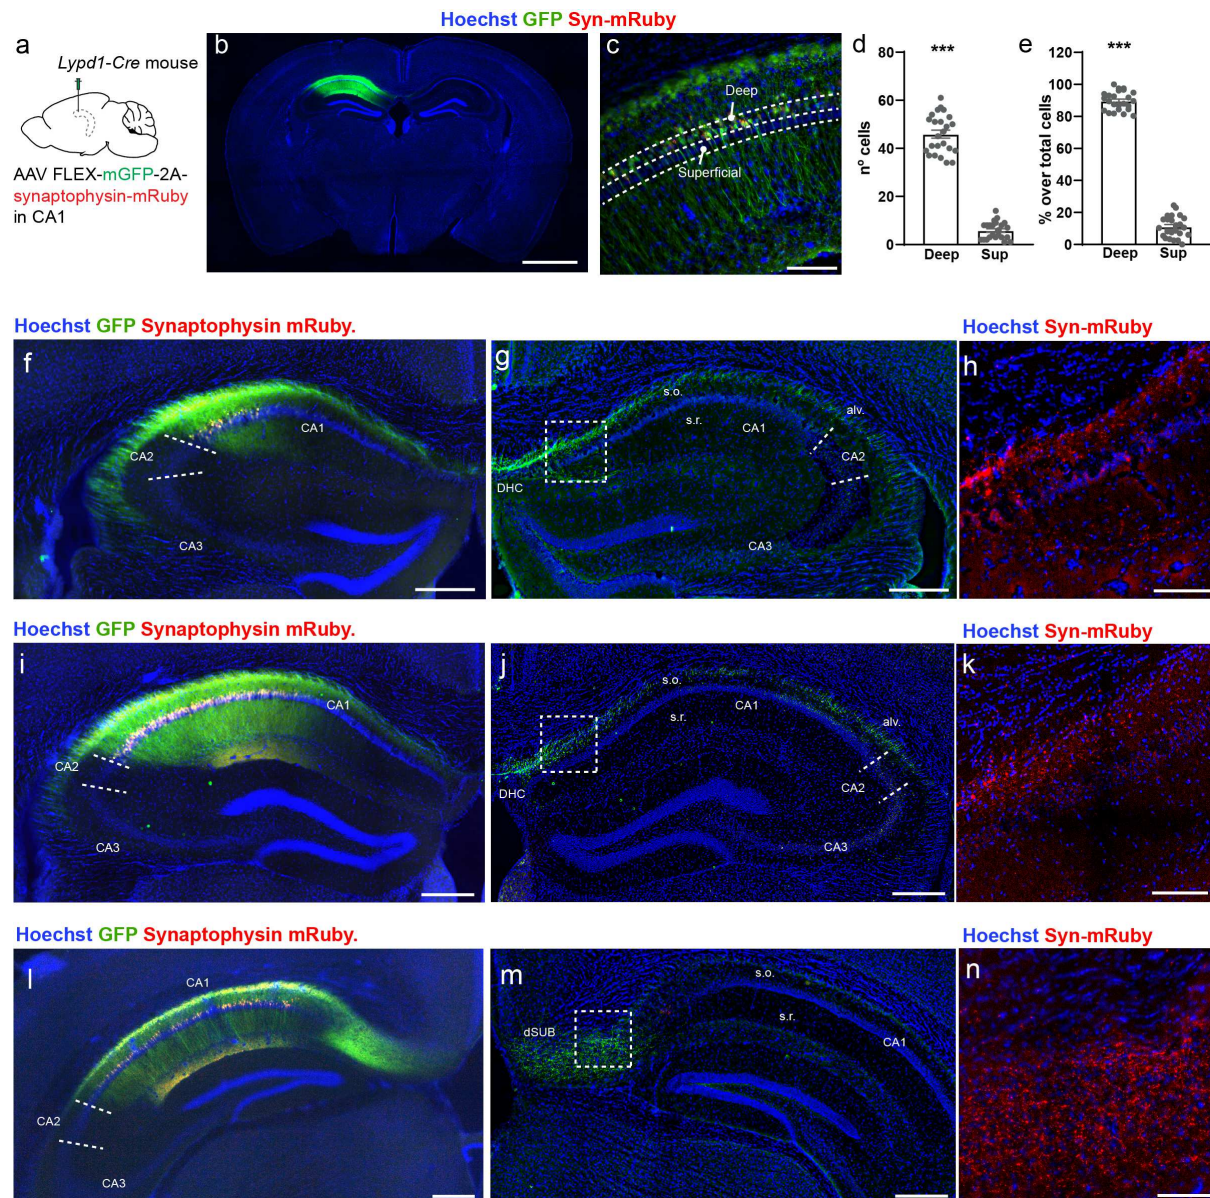 Hoechst GFP Syn-mRuby
a
Lypd1-Cre mouse
AAV FLEX-mGFP-2A-
synaptophysin-mRuby
in CA1
b
c
Deep
Superficial
d
***
nº cells
80
60
40
20
0
Deep Sup
e
***
% over total cells
120
100
80
60
40
20
0
Deep Sup
Hoechst GFP Synaptophysin mRuby.
Hoechst Syn-mRuby
f
CA1
CA2
CA3
g
s.o.
s.r.
CA1
alv.
CA2
DHC
CA3
h
Hoechst GFP Synaptophysin mRuby.
Hoechst Syn-mRuby
i
CA1
CA2
CA3
j
s.o.
s.r.
CA1
alv.
CA2
DHC
CA3
k
Hoechst GFP Synaptophysin mRuby.
Hoechst Syn-mRuby
l
CA1
CA2
CA3
m
s.o.
s.r.
dSUB
CA1
n